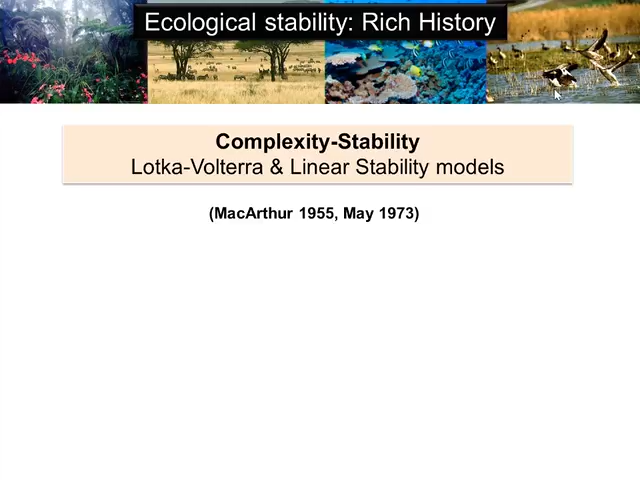 Ecological stability: Rich History
Complexity-Stability
Lotka-Volterra & Linear Stability models
(MacArthur 1955, May 1973)